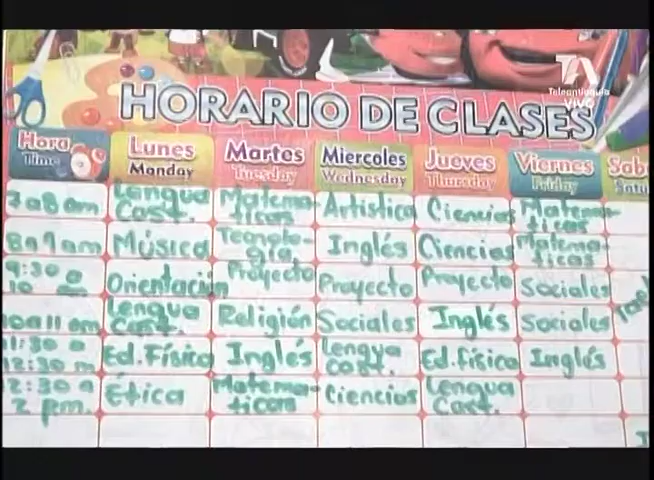 TA
Teleantioquia
VIVO
HORARIO DE CLASES
Hora Lunes Martes Miercoles Jueves Viernes Sab
Time Monday Tuesday Wednesday Thursday Friday Satu
7 a 8 am Lengua Cast. Matema-ticas Artistica Ciencias Matema-ticas
8 a 9 am Música Tecnolo-gia Inglés Ciencias Matema-ticas
9:30 a 10 Orientación Proyecto Proyecto Proyecto Sociales
10 a 11 am Lengua Cast. Religión Sociales Inglés Sociales
11:30 a 12:30 m Ed. Física Inglés Lengua Cast. Ed. física Inglés
12:30 a 2 pm. Ética Matema-ticas Ciencias Lengua Cast.